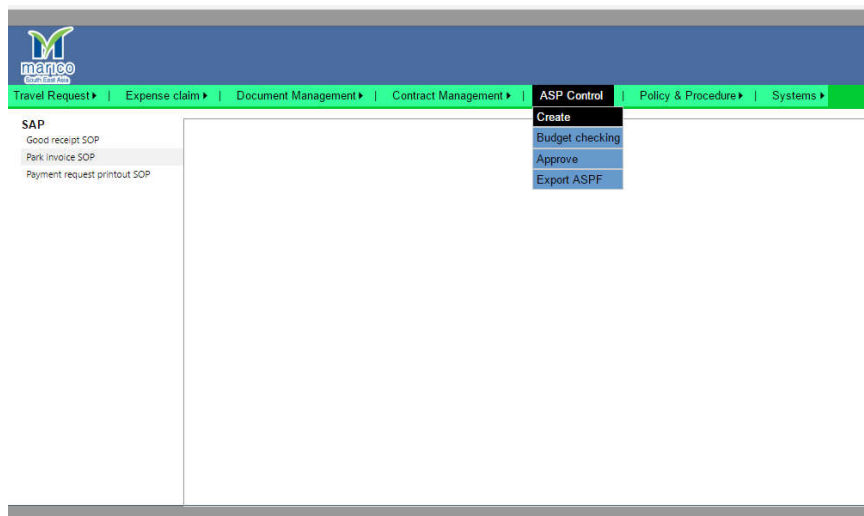 marico
South East Asia
Travel Request | Expense claim | Document Management | Contract Management | ASP Control | Policy & Procedure | Systems
SAP
Good receipt SOP
Park Invoice SOP
Payment request printout SOP
Create
Budget checking
Approve
Export ASPF